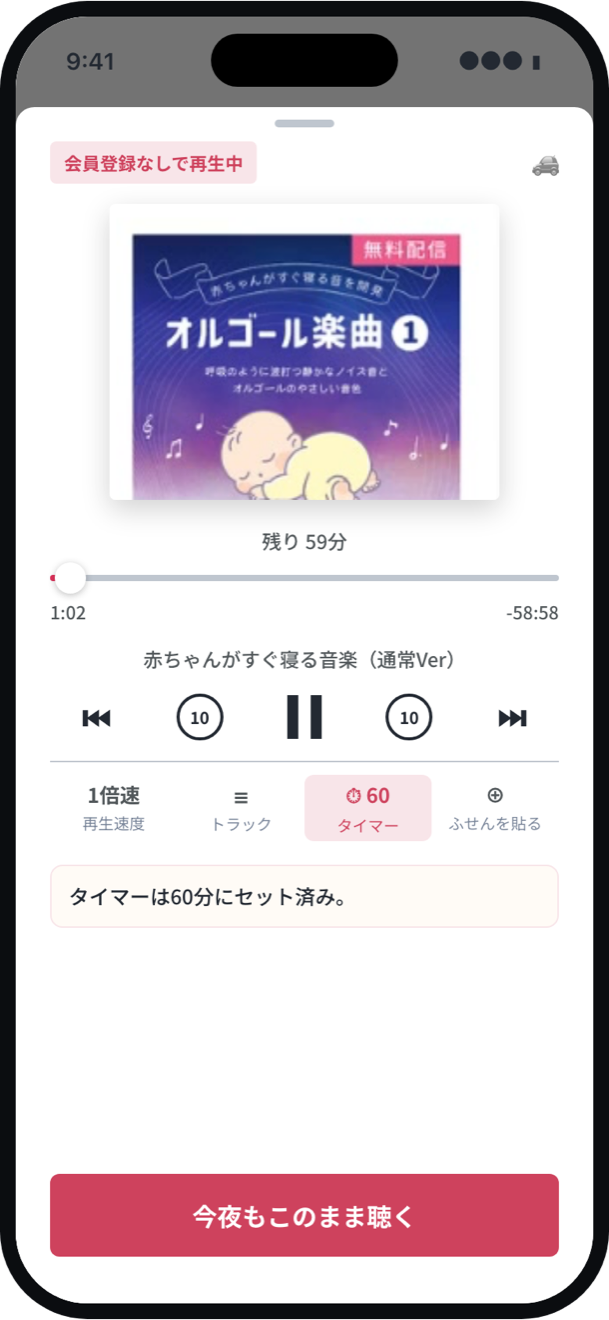 9:41
会員登録なしで再生中
無料配信
赤ちゃんがすぐ寝る音を開発
オルゴール楽曲1
呼吸のように波打つ静かなノイズ音と
オルゴールのやさしい音色
残り 59分
1:02
-58:58
赤ちゃんがすぐ寝る音楽（通常Ver）
10
10
1倍速
再生速度
トラック
60
タイマー
ふせんを貼る
タイマーは60分にセット済み。
今夜もこのまま聴く